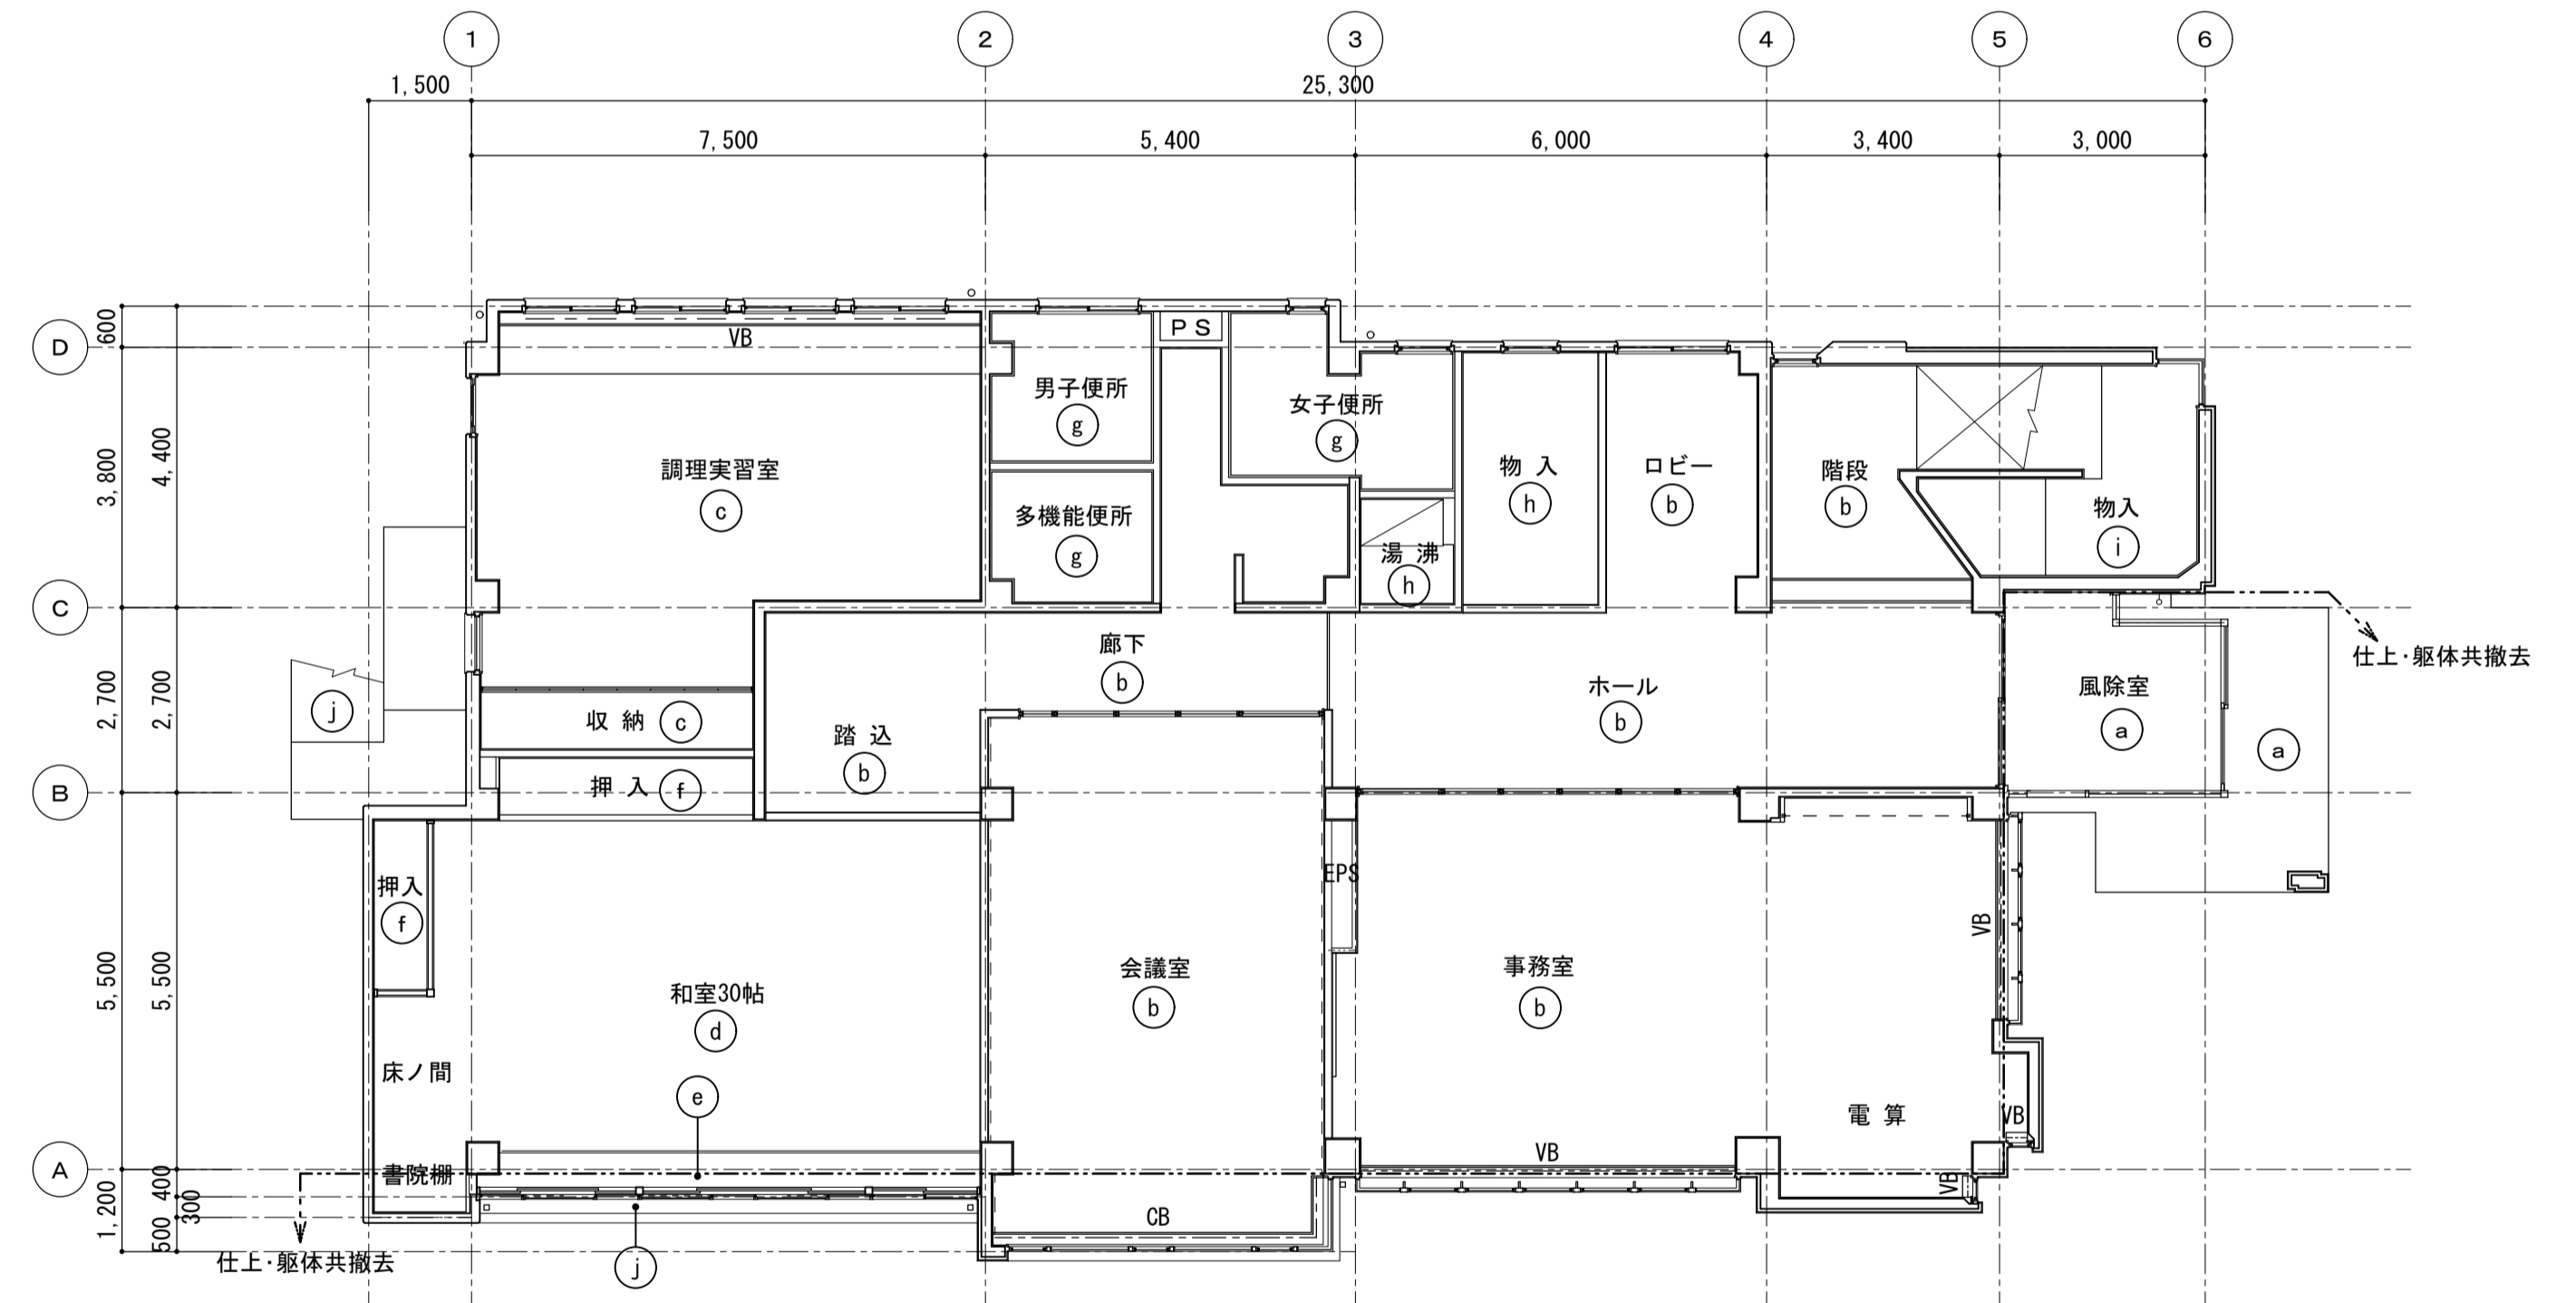 1 2 3 4 5 6
1,500 25,300
7,500 5,400 6,000 3,400 3,000
600
D
VB
PS
男子便所
g
女子便所
g
3,800
4,400
調理実習室
c
物 入
h
ロビー
b
階段
b
物入
i
多機能便所
g
湯 沸
h
C
廊下
b
仕上・躯体共撤去
2,700
2,700
j
収 納 c
踏 込
b
ホール
b
風除室
a
a
押 入 f
B
押入
f
EPS
VB
5,500
5,500
会議室
b
事務室
b
和室30帖
d
床ノ間
e
電 算
VB
A
書院棚
VB
VB
1,200
400
300
500
CB
仕上・躯体共撤去
j